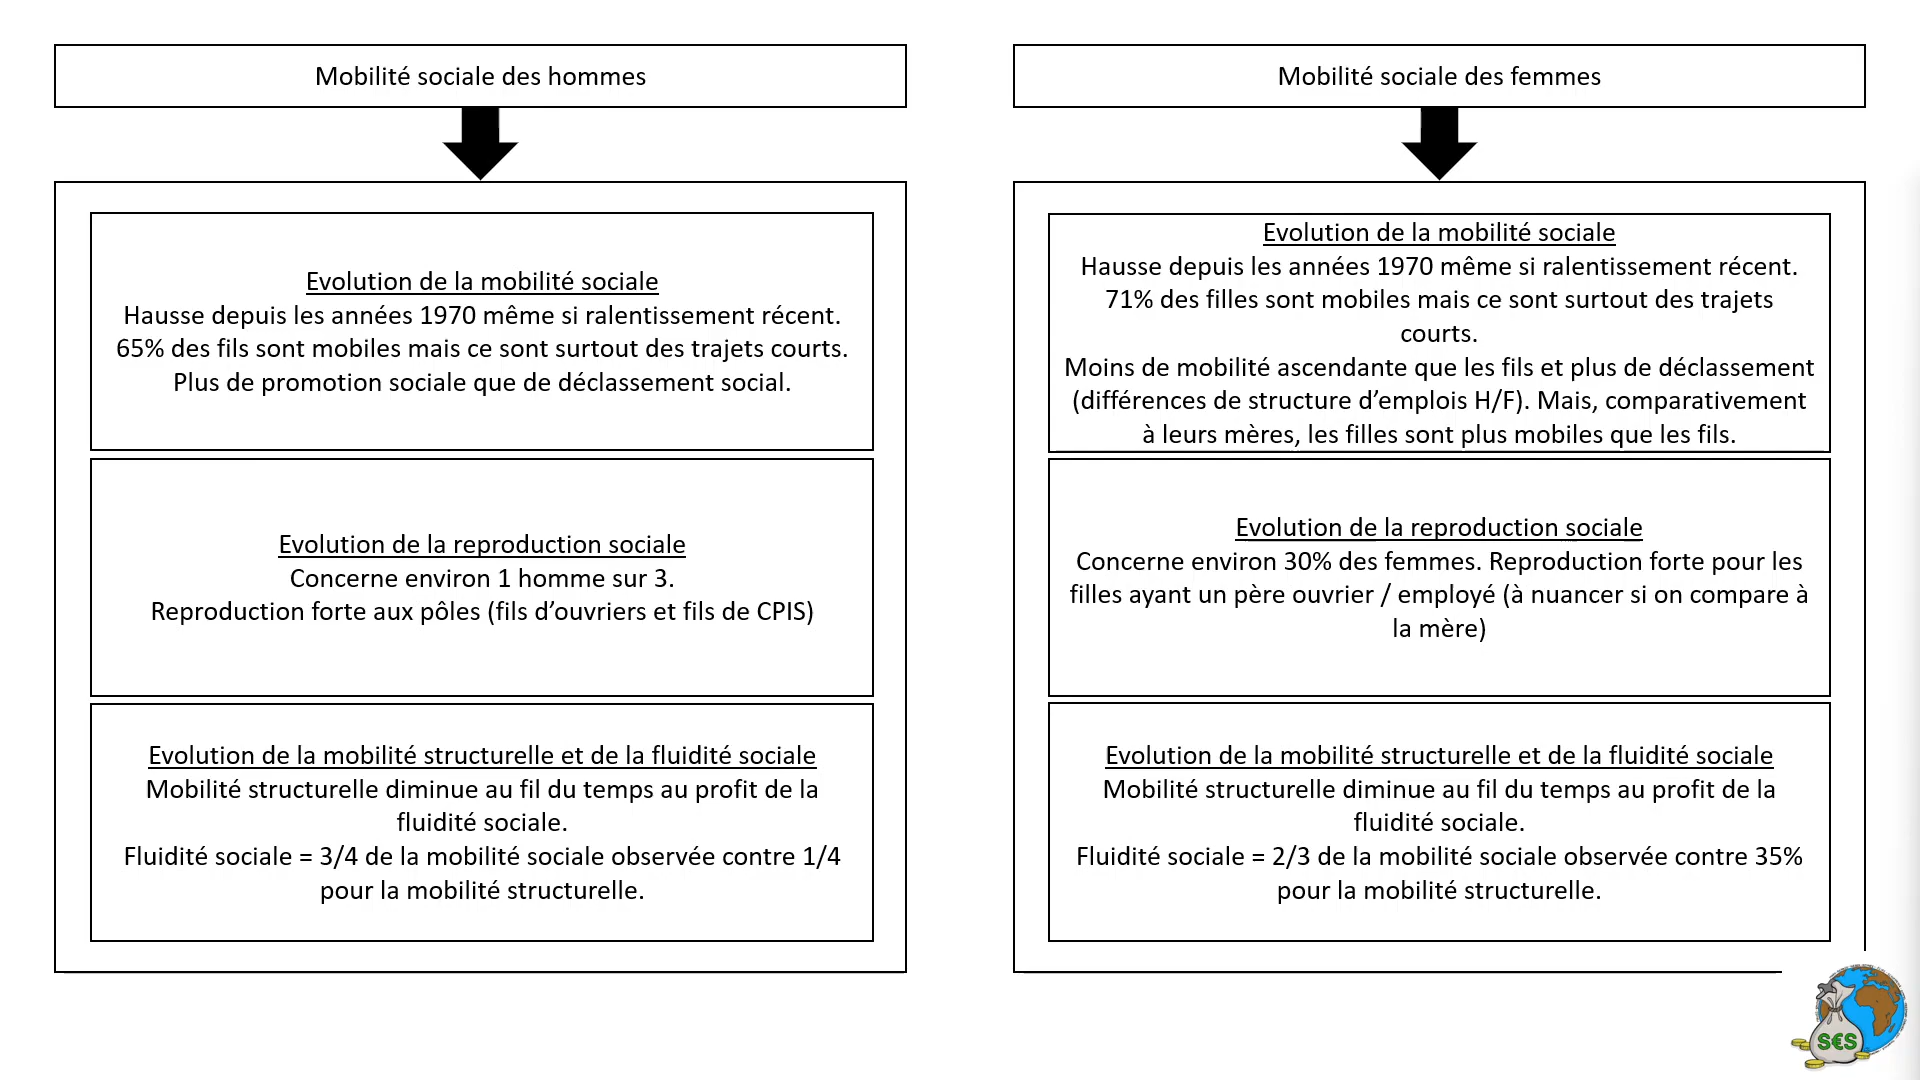 Mobilité sociale des hommes
Evolution de la mobilité sociale
Hausse depuis les années 1970 même si ralentissement récent.
65% des fils sont mobiles mais ce sont surtout des trajets courts.
Plus de promotion sociale que de déclassement social.
Evolution de la reproduction sociale
Concerne environ 1 homme sur 3.
Reproduction forte aux pôles (fils d’ouvriers et fils de CPIS)
Evolution de la mobilité structurelle et de la fluidité sociale
Mobilité structurelle diminue au fil du temps au profit de la
fluidité sociale.
Fluidité sociale = 3/4 de la mobilité sociale observée contre 1/4
pour la mobilité structurelle.
Mobilité sociale des femmes
Evolution de la mobilité sociale
Hausse depuis les années 1970 même si ralentissement récent.
71% des filles sont mobiles mais ce sont surtout des trajets
courts.
Moins de mobilité ascendante que les fils et plus de déclassement
(différences de structure d’emplois H/F). Mais, comparativement
à leurs mères, les filles sont plus mobiles que les fils.
Evolution de la reproduction sociale
Concerne environ 30% des femmes. Reproduction forte pour les
filles ayant un père ouvrier / employé (à nuancer si on compare à
la mère)
Evolution de la mobilité structurelle et de la fluidité sociale
Mobilité structurelle diminue au fil du temps au profit de la
fluidité sociale.
Fluidité sociale = 2/3 de la mobilité sociale observée contre 35%
pour la mobilité structurelle.
S€S